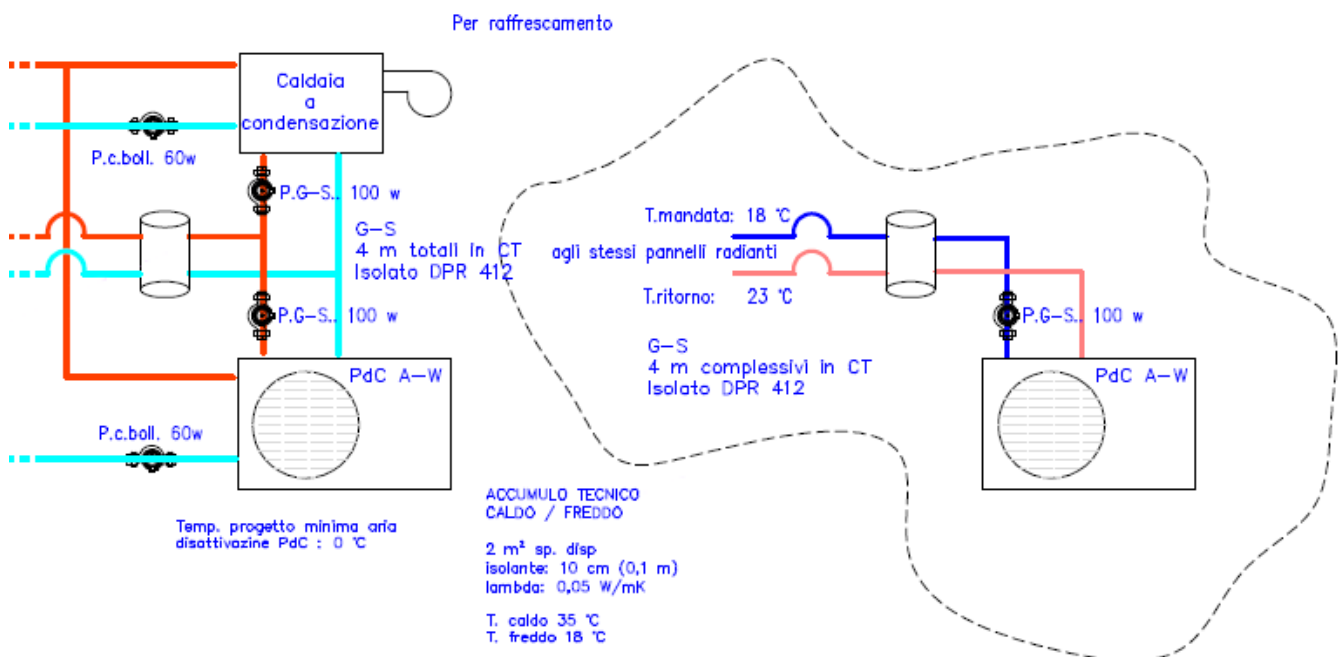 Per raffrescamento
Caldaia
a
condensazione
P.c.boll. 60w
P.G-S.. 100 w
G-S
4 m totali in CT
Isolato DPR 412
P.G-S.. 100 w
PdC A-W
P.c.boll. 60w
Temp. progetto minima aria
disattivazine PdC : 0 °C
ACCUMULO TECNICO
CALDO / FREDDO
2 m² sp. disp
isolante: 10 cm (0,1 m)
lambda: 0,05 W/mK
T. caldo 35 °C
T. freddo 18 °C
T.mandata: 18 °C
agli stessi pannelli radianti
T.ritorno: 23 °C
P.G-S.. 100 w
G-S
4 m complessivi in CT
Isolato DPR 412
PdC A-W